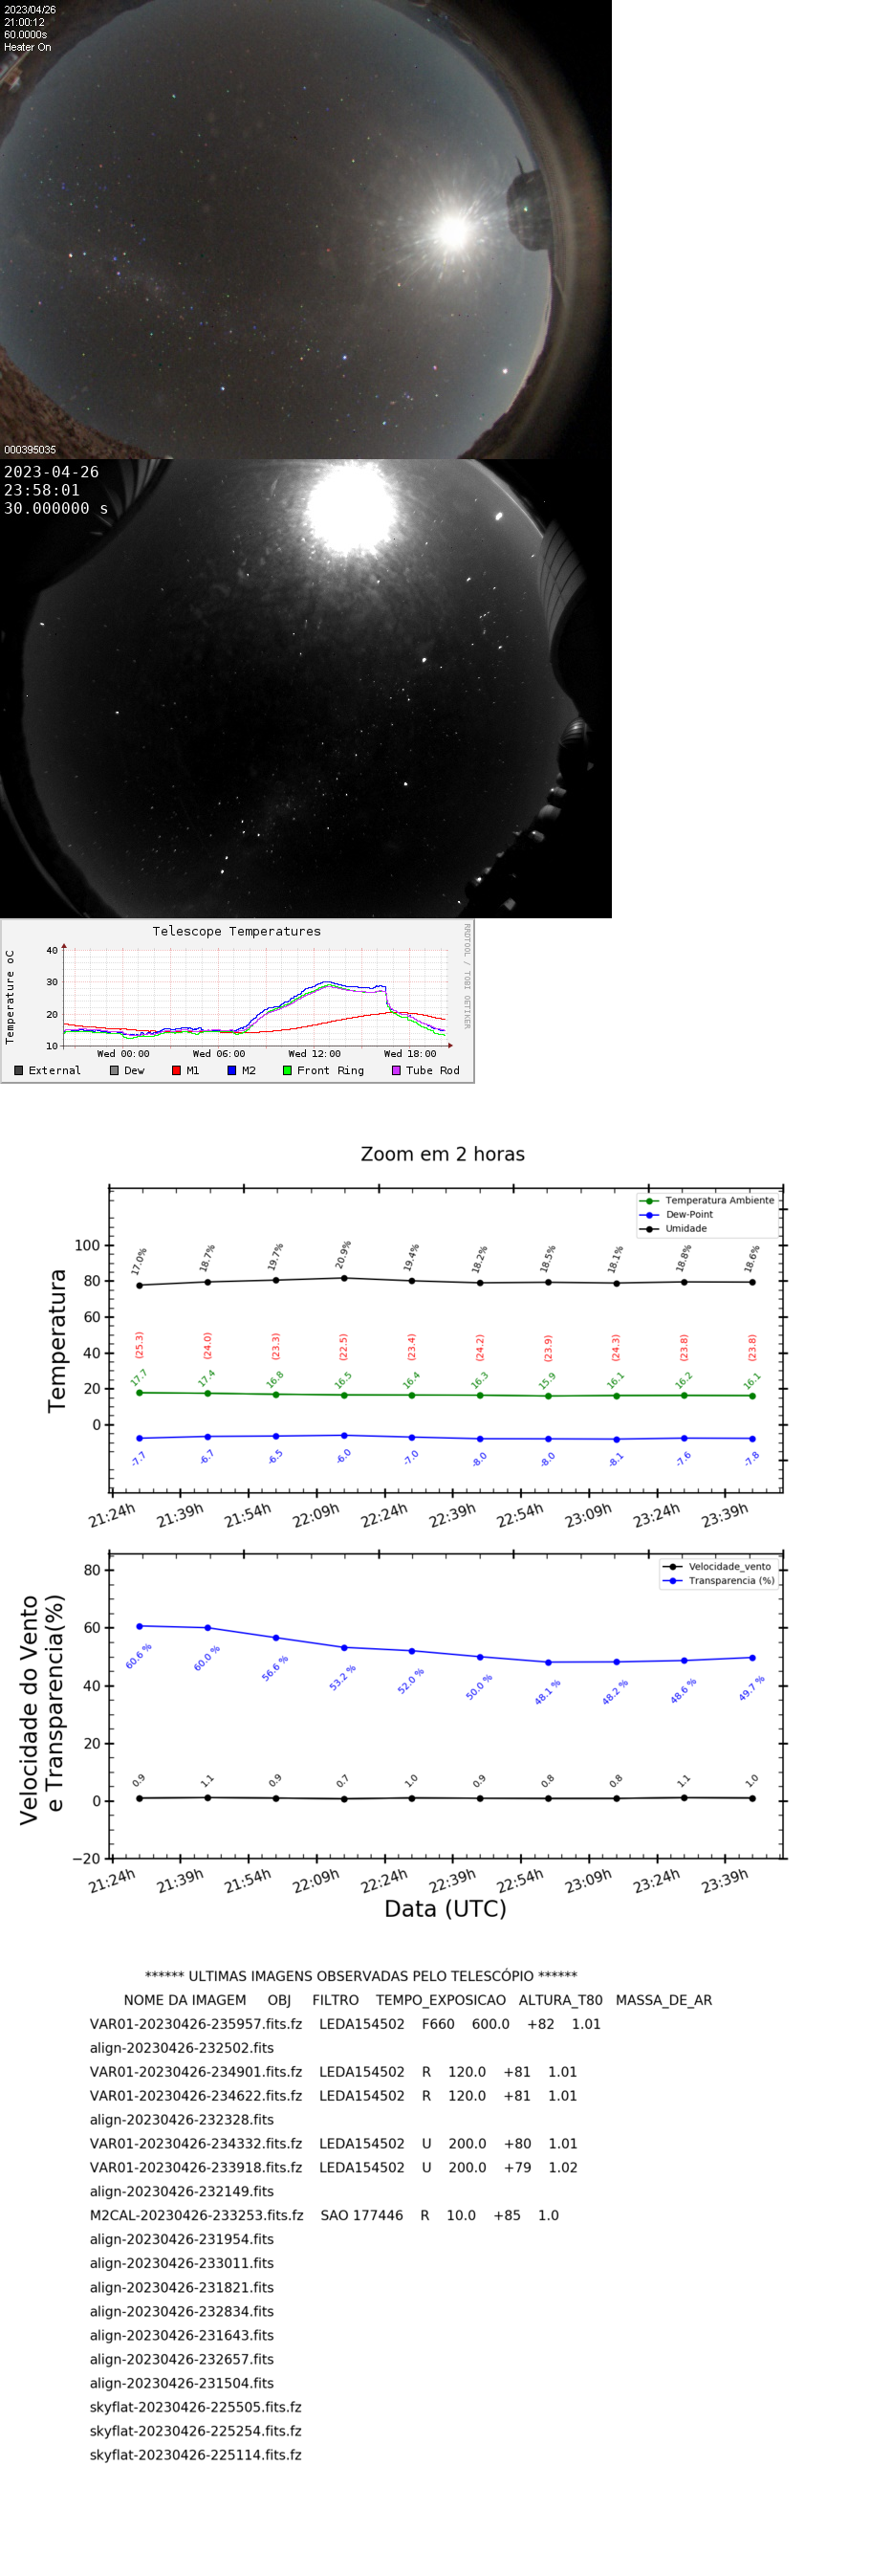 2023/04/26
21:00:12
60.0000s
Heater On
000395035
2023-04-26
23:58:01
30.000000 s
Telescope Temperatures
RRDTOOL / TOBI OETIKER
Temperature oC
40
30
20
10
Wed 00:00 Wed 06:00 Wed 12:00 Wed 18:00
External Dew M1 M2 Front Ring Tube Rod
Zoom em 2 horas
Temperatura Ambiente
Dew-Point
Umidade
Temperatura
100
80
60
40
20
0
17.0% 18.7% 19.7% 20.9% 19.4% 18.2% 18.5% 18.1% 18.8% 18.6%
(25.3) (24.0) (23.3) (22.5) (23.4) (24.2) (23.9) (24.3) (23.8) (23.8)
17.7 17.4 16.8 16.5 16.4 16.3 15.9 16.1 16.2 16.1
-7.7 -6.7 -6.5 -6.0 -7.0 -8.0 -8.0 -8.1 -7.6 -7.8
21:24h 21:39h 21:54h 22:09h 22:24h 22:39h 22:54h 23:09h 23:24h 23:39h
Velocidade_vento
Transparencia (%)
Velocidade do Vento
e Transparencia(%)
80
60
40
20
0
−20
60.6 % 60.0 % 56.6 % 53.2 % 52.0 % 50.0 % 48.1 % 48.2 % 48.6 % 49.7 %
0.9 1.1 0.9 0.7 1.0 0.9 0.8 0.8 1.1 1.0
21:24h 21:39h 21:54h 22:09h 22:24h 22:39h 22:54h 23:09h 23:24h 23:39h
Data (UTC)
****** ULTIMAS IMAGENS OBSERVADAS PELO TELESCÓPIO ******
NOME DA IMAGEM OBJ FILTRO TEMPO_EXPOSICAO ALTURA_T80 MASSA_DE_AR
VAR01-20230426-235957.fits.fz LEDA154502 F660 600.0 +82 1.01
align-20230426-232502.fits
VAR01-20230426-234901.fits.fz LEDA154502 R 120.0 +81 1.01
VAR01-20230426-234622.fits.fz LEDA154502 R 120.0 +81 1.01
align-20230426-232328.fits
VAR01-20230426-234332.fits.fz LEDA154502 U 200.0 +80 1.01
VAR01-20230426-233918.fits.fz LEDA154502 U 200.0 +79 1.02
align-20230426-232149.fits
M2CAL-20230426-233253.fits.fz SAO 177446 R 10.0 +85 1.0
align-20230426-231954.fits
align-20230426-233011.fits
align-20230426-231821.fits
align-20230426-232834.fits
align-20230426-231643.fits
align-20230426-232657.fits
align-20230426-231504.fits
skyflat-20230426-225505.fits.fz
skyflat-20230426-225254.fits.fz
skyflat-20230426-225114.fits.fz